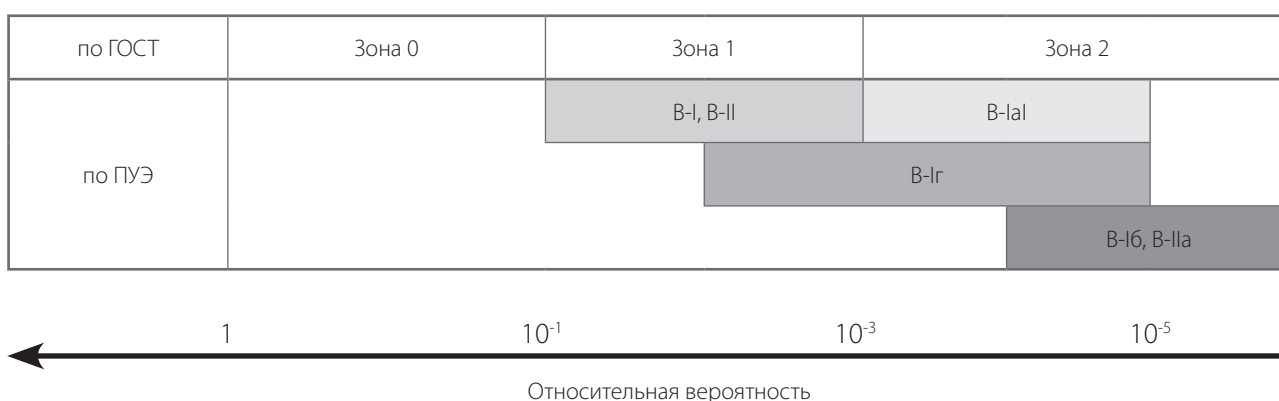 по ГОСТ Зона 0 Зона 1 Зона 2
B-I, B-II B-IaI
по ПУЭ B-Iг
B-Iб, B-IIa
1 10⁻¹ 10⁻³ 10⁻⁵
Относительная вероятность